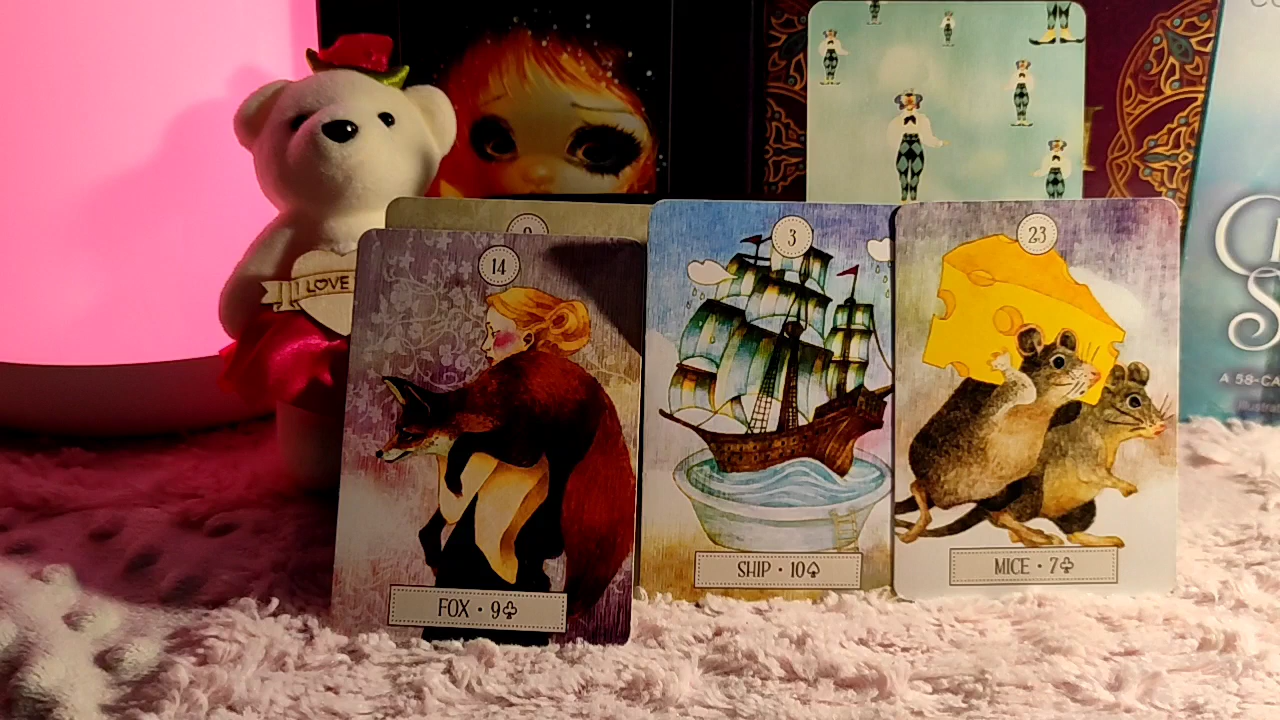 I LOVE
14
FOX • 9♣
3
SHIP • 10♠
23
MICE • 7♣
A 58-CA